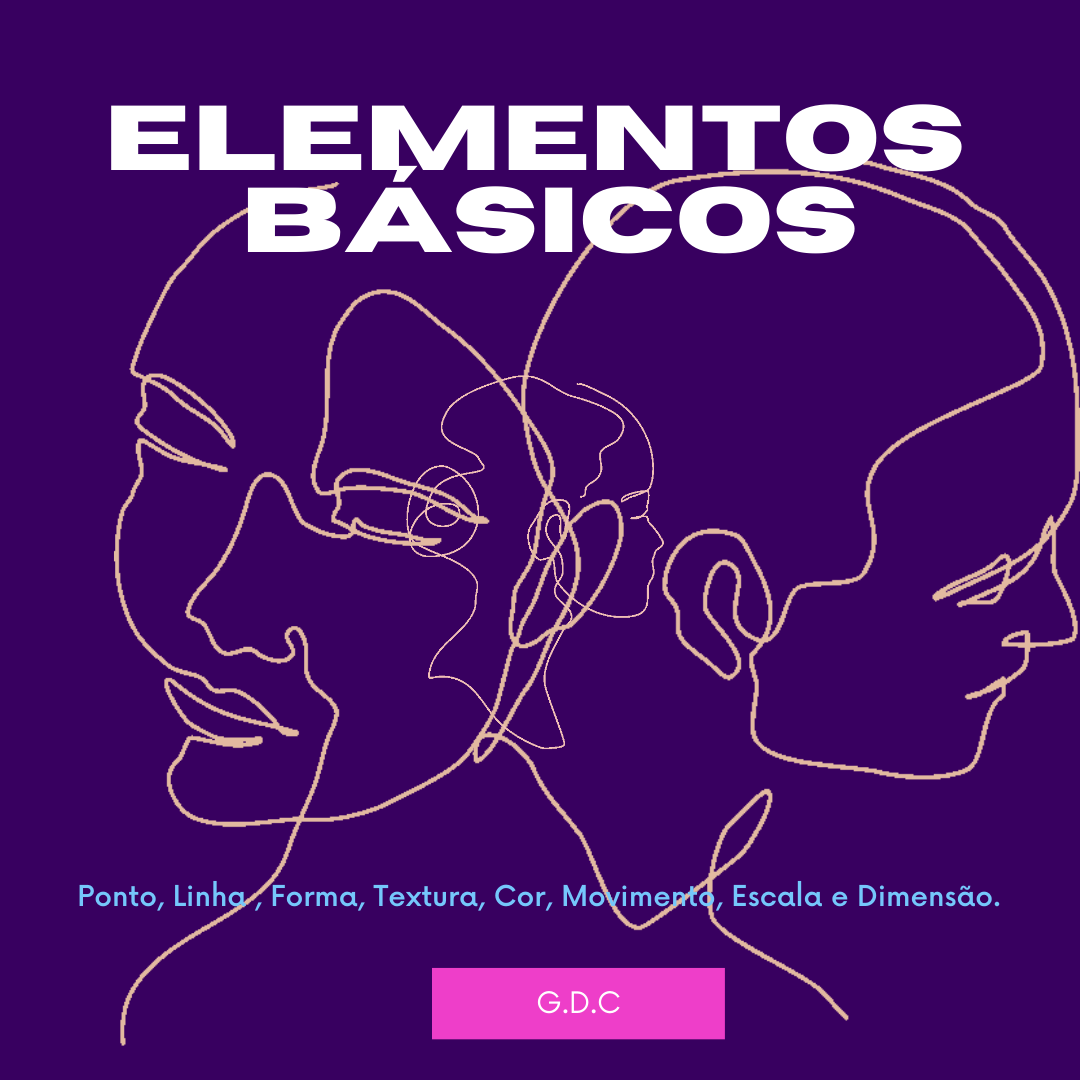 ELEMENTOS
BÁSICOS
Ponto, Linha , Forma, Textura, Cor, Movimento, Escala e Dimensão.
G.D.C